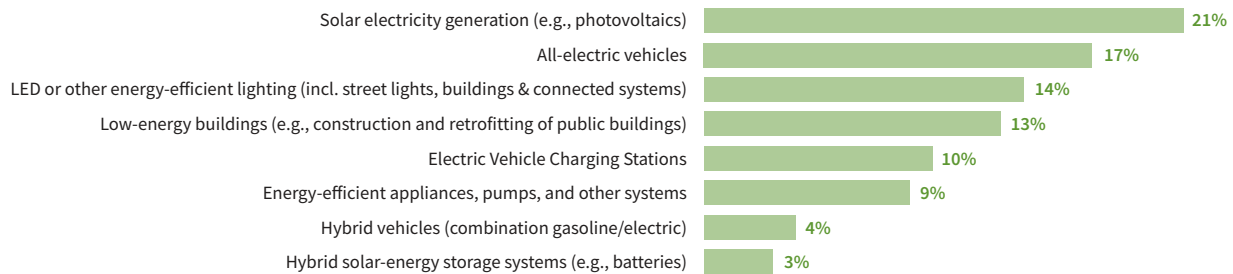 Solar electricity generation (e.g., photovoltaics) 21%
All-electric vehicles 17%
LED or other energy-efficient lighting (incl. street lights, buildings & connected systems) 14%
Low-energy buildings (e.g., construction and retrofitting of public buildings) 13%
Electric Vehicle Charging Stations 10%
Energy-efficient appliances, pumps, and other systems 9%
Hybrid vehicles (combination gasoline/electric) 4%
Hybrid solar-energy storage systems (e.g., batteries) 3%